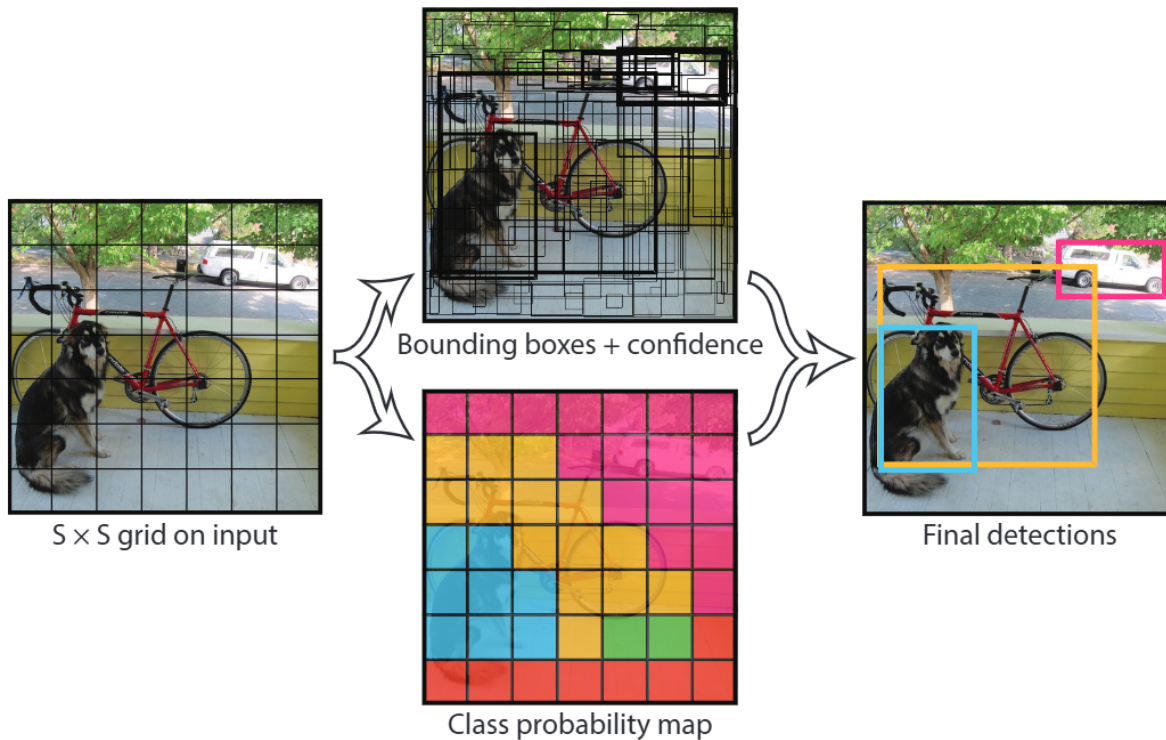 Bounding boxes + confidence
S × S grid on input
Final detections
Class probability map